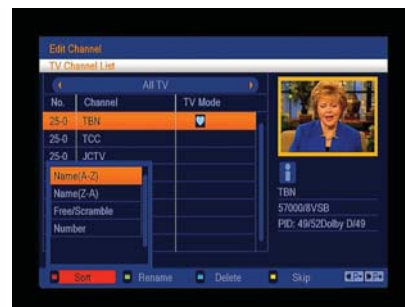 Edit Channel
TV Channel List
All TV
No. Channel TV Mode
25-0 TBN
25-0 TCC
25-0 JCTV
Name(A-Z)
Name(Z-A)
Free/Scramble
Number
TBN
57000/8VSB
PID: 49/52Dolby D/49
Sort Rename Delete Skip